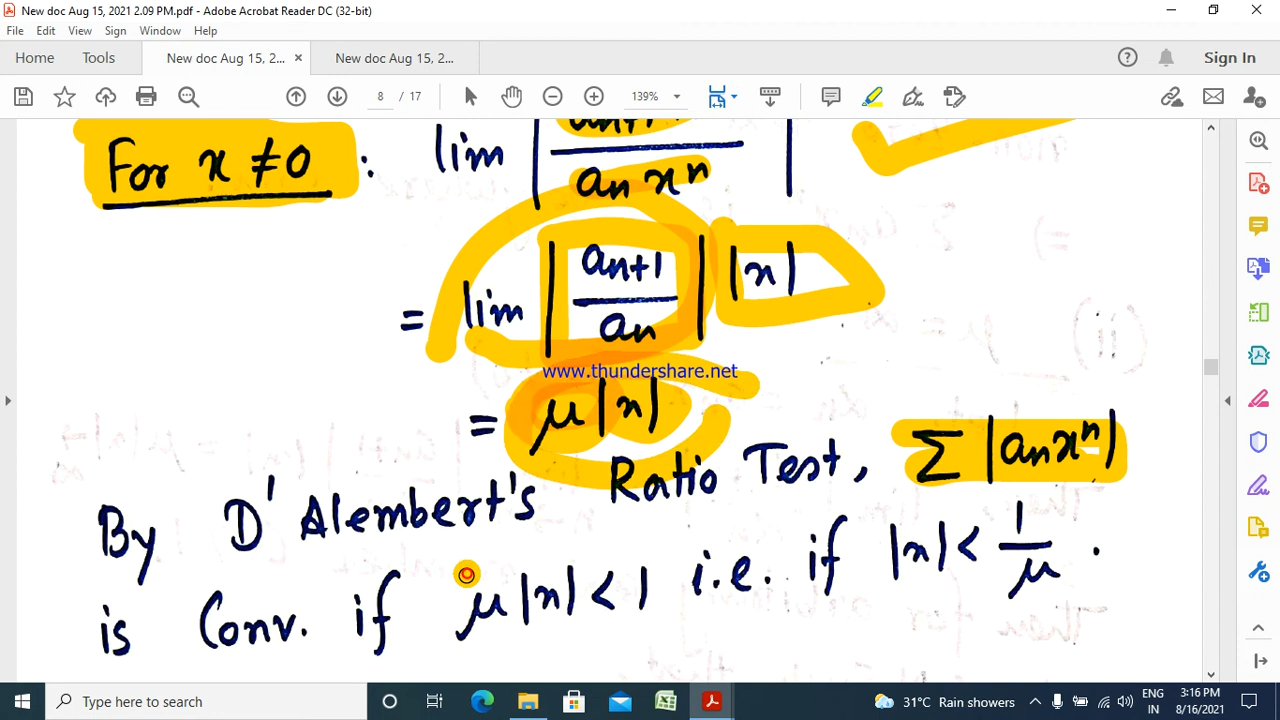 New doc Aug 15, 2021 2.09 PM.pdf - Adobe Acrobat Reader DC (32-bit)
File Edit View Sign Window Help
Home Tools New doc Aug 15, 2... × New doc Aug 15, 2...
Sign In
8 / 17 139%
For x ≠ 0 : lim | an+1 / an xⁿ |
= lim | an+1 / an | |x|
www.thundershare.net
= μ|x|
By D'Alembert's Ratio Test, Σ |an xⁿ|
is Conv. if μ|x| < 1 i.e. if |x| < 1/μ .
Type here to search
31°C Rain showers
ENG
IN
3:16 PM
8/16/2021